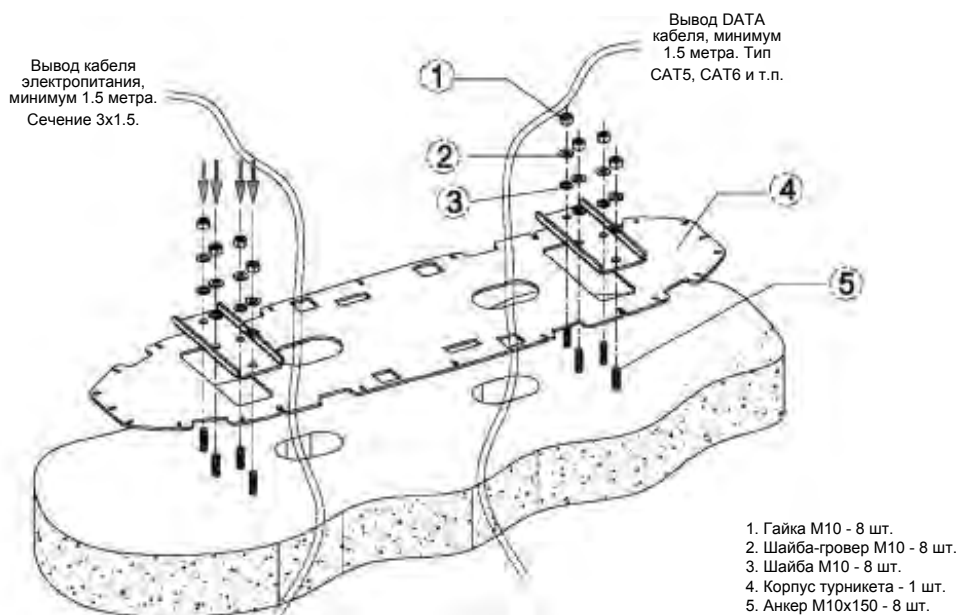 Вывод DATA
кабеля, минимум
1.5 метра. Тип
CAT5, CAT6 и т.п.
Вывод кабеля
электропитания,
минимум 1.5 метра.
Сечение 3x1.5.
1
2
3
4
5
1. Гайка М10 - 8 шт.
2. Шайба-гровер М10 - 8 шт.
3. Шайба М10 - 8 шт.
4. Корпус турникета - 1 шт.
5. Анкер М10х150 - 8 шт.